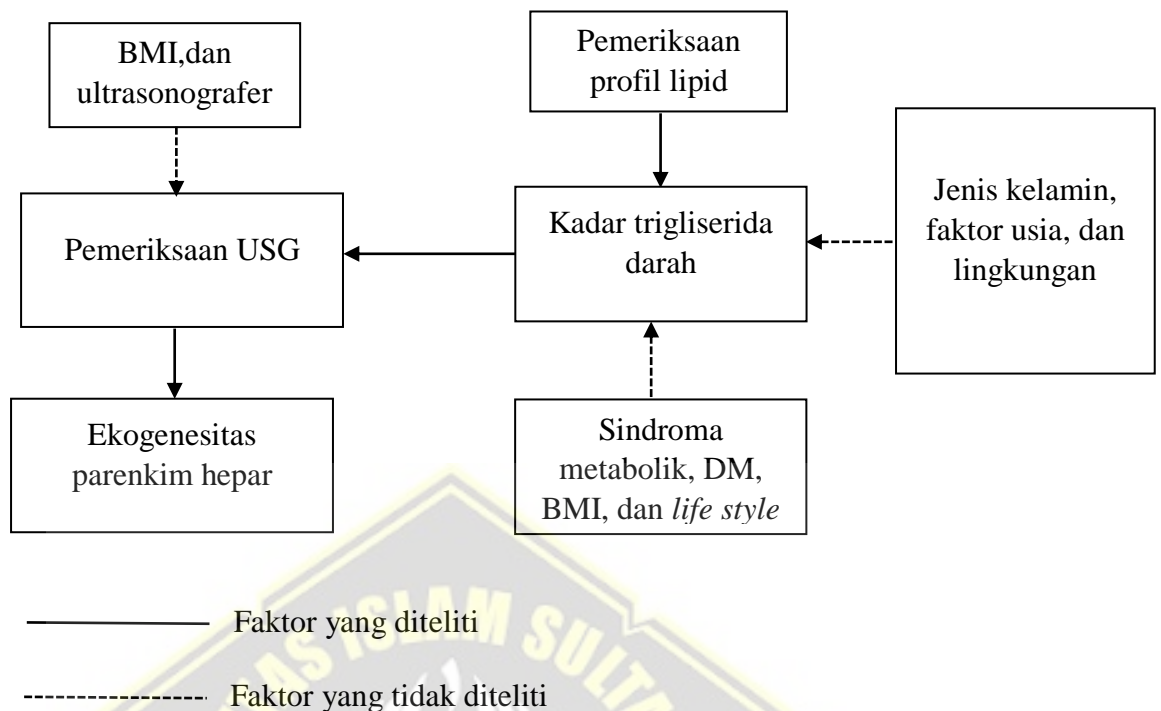 BMI,dan
ultrasonografer
Pemeriksaan
profil lipid
Jenis kelamin,
faktor usia, dan
lingkungan
Pemeriksaan USG
Kadar trigliserida
darah
Ekogenesitas
parenkim hepar
Sindroma
metabolik, DM,
BMI, dan life style
Faktor yang diteliti
Faktor yang tidak diteliti
ISLAM